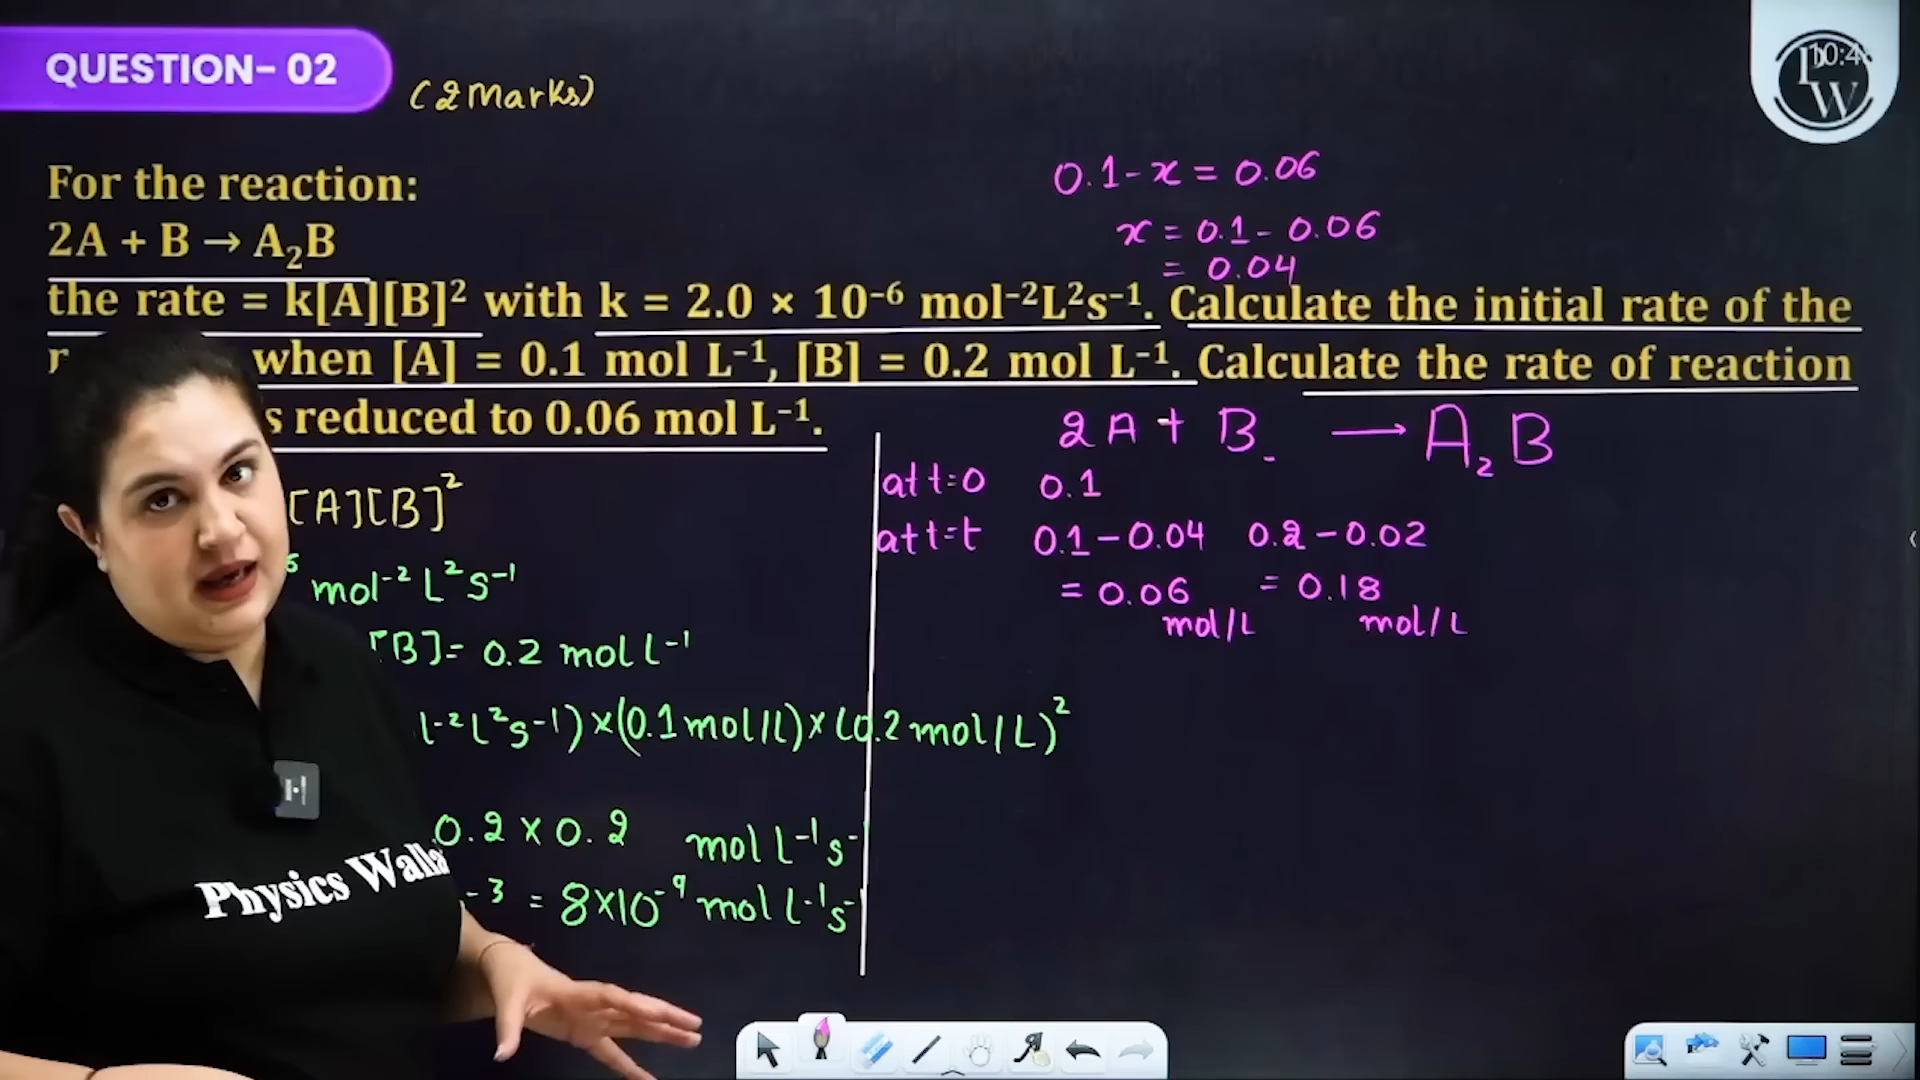 QUESTION- 02
(2 Marks)
10:4
PW
For the reaction:
2A + B → A₂B
the rate = k[A][B]² with k = 2.0 × 10⁻⁶ mol⁻²L²s⁻¹. Calculate the initial rate of the
r when [A] = 0.1 mol L⁻¹, [B] = 0.2 mol L⁻¹. Calculate the rate of reaction
s reduced to 0.06 mol L⁻¹.
0.1 - x = 0.06
x = 0.1 - 0.06
= 0.04
[A][B]²
mol⁻² L² S⁻¹
[B] = 0.2 mol L⁻¹
l⁻² L² s⁻¹) × (0.1 mol/L) × (0.2 mol/L)²
0.2 × 0.2 mol L⁻¹ s⁻
⁻³ = 8×10⁻⁹ mol L⁻¹ s⁻
2A + B → A₂B
at t=0 0.1
at t=t 0.1 - 0.04 0.2 - 0.02
= 0.06 = 0.18
mol/L mol/L
Physics Walla